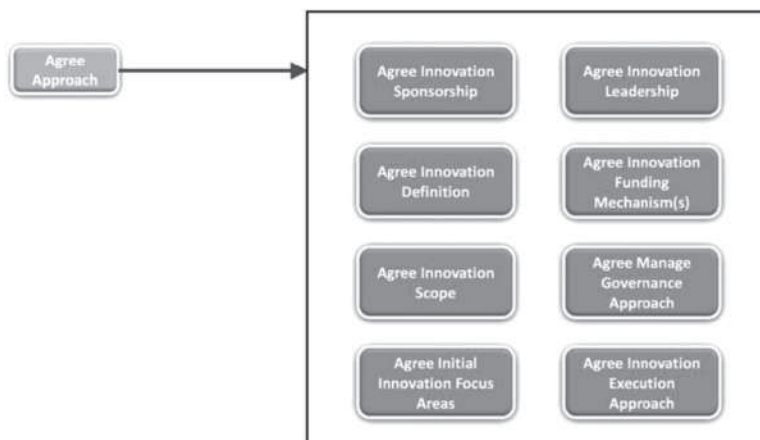 Agree
Approach
Agree Innovation
Sponsorship
Agree Innovation
Leadership
Agree Innovation
Definition
Agree Innovation
Funding
Mechanism(s)
Agree Innovation
Scope
Agree Manage
Governance
Approach
Agree Initial
Innovation Focus
Areas
Agree Innovation
Execution
Approach